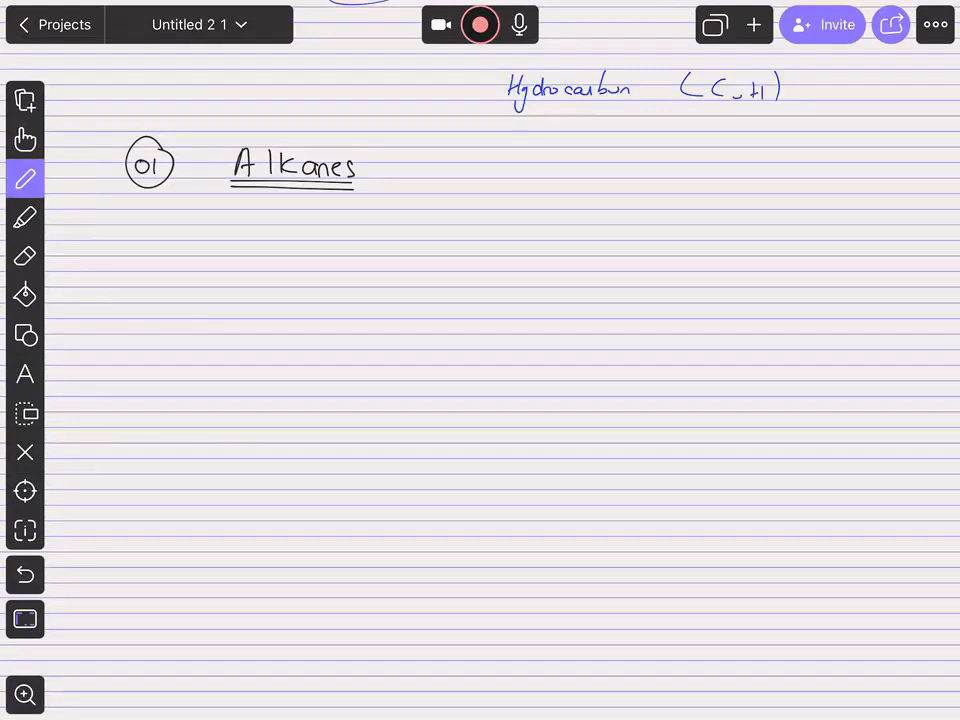 Projects
Untitled 2 1
Invite
Hydrocarbon (C, H)
01 Alkanes